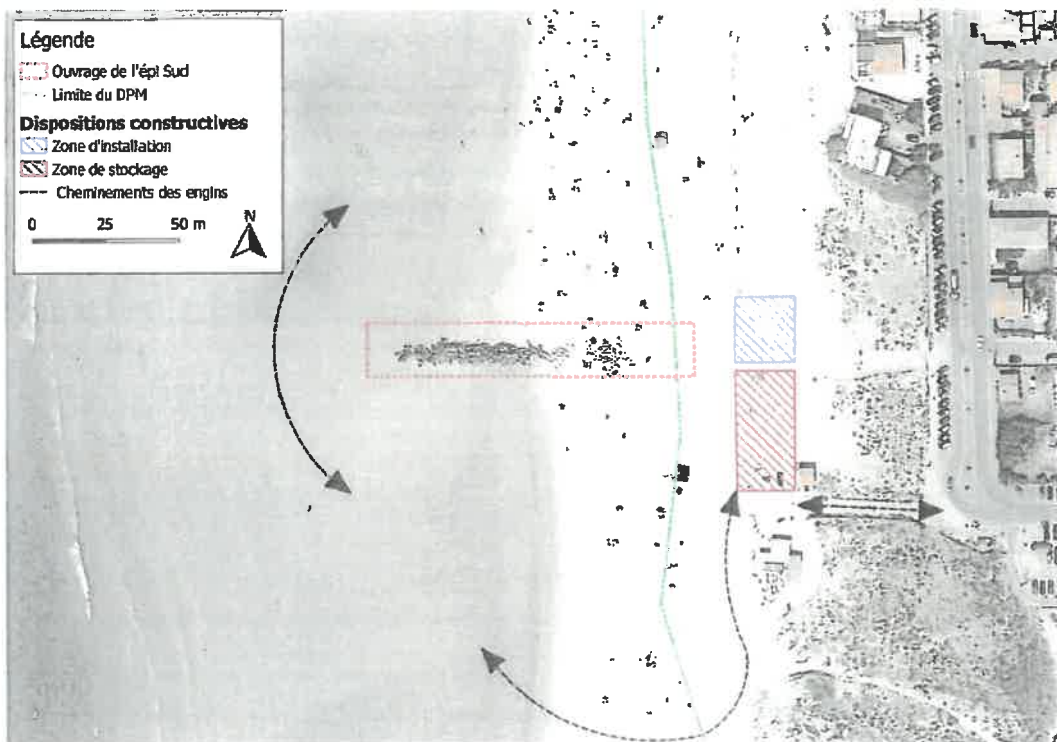 Légende
Ouvrage de l'épi Sud
Limite du DPM
Dispositions constructives
Zone d'installation
Zone de stockage
Cheminements des engins
0 25 50 m
N